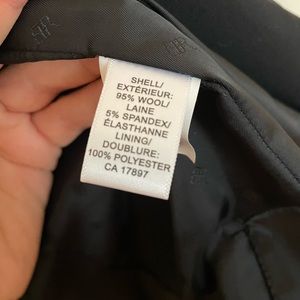 SHELL/
EXTÉRIEUR:
95% WOOL/
LAINE
5% SPANDEX/
ÉLASTHANNE
LINING/
DOUBLURE:
100% POLYESTER
CA 17897